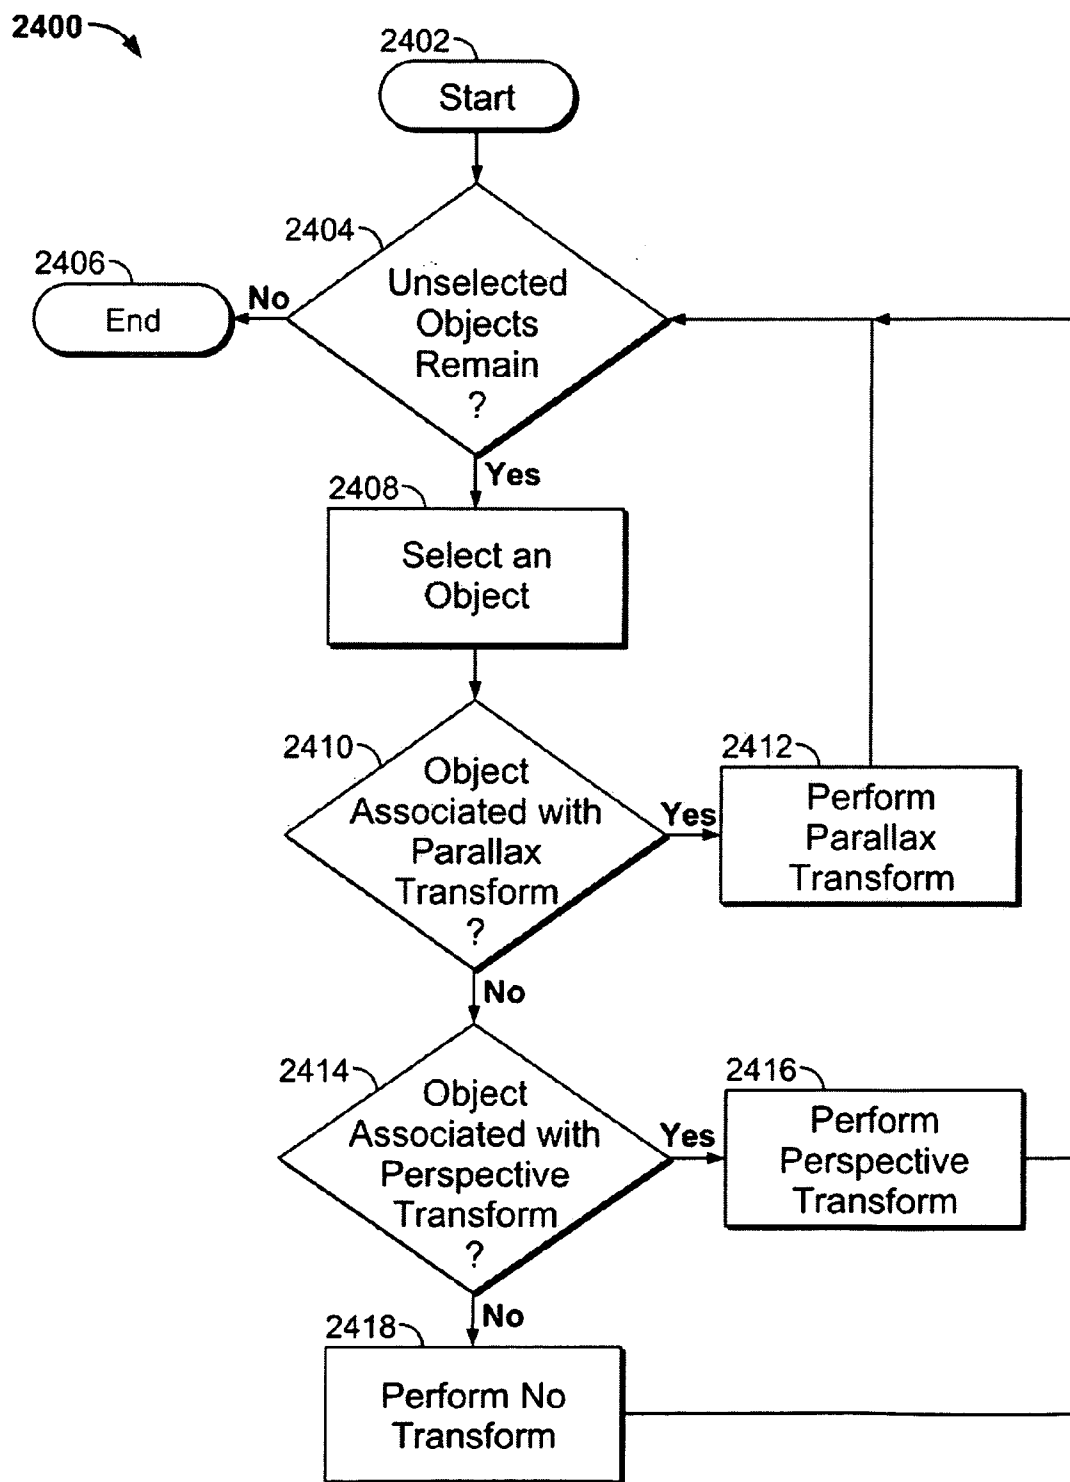 2400
2402
Start
2404
Unselected
Objects
Remain
?
2406
End
No
Yes
2408
Select an
Object
2410
Object
Associated with
Parallax
Transform
?
Yes
2412
Perform
Parallax
Transform
No
2414
Object
Associated with
Perspective
Transform
?
Yes
2416
Perform
Perspective
Transform
No
2418
Perform No
Transform